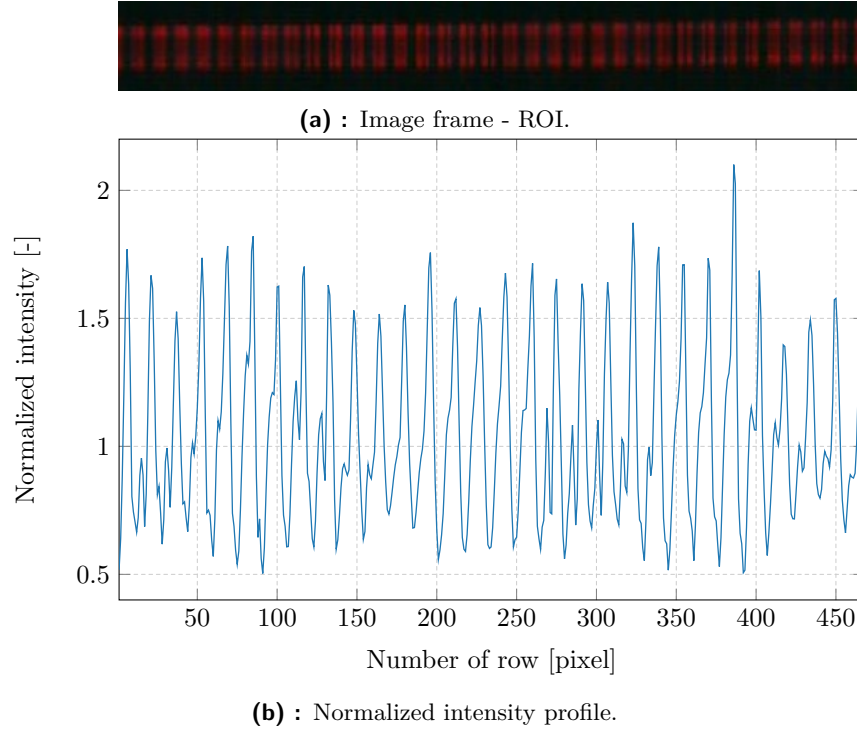 (a) : Image frame - ROI.
2
1.5
1
0.5
Normalized intensity [-]
50 100 150 200 250 300 350 400 450
Number of row [pixel]
(b) : Normalized intensity profile.